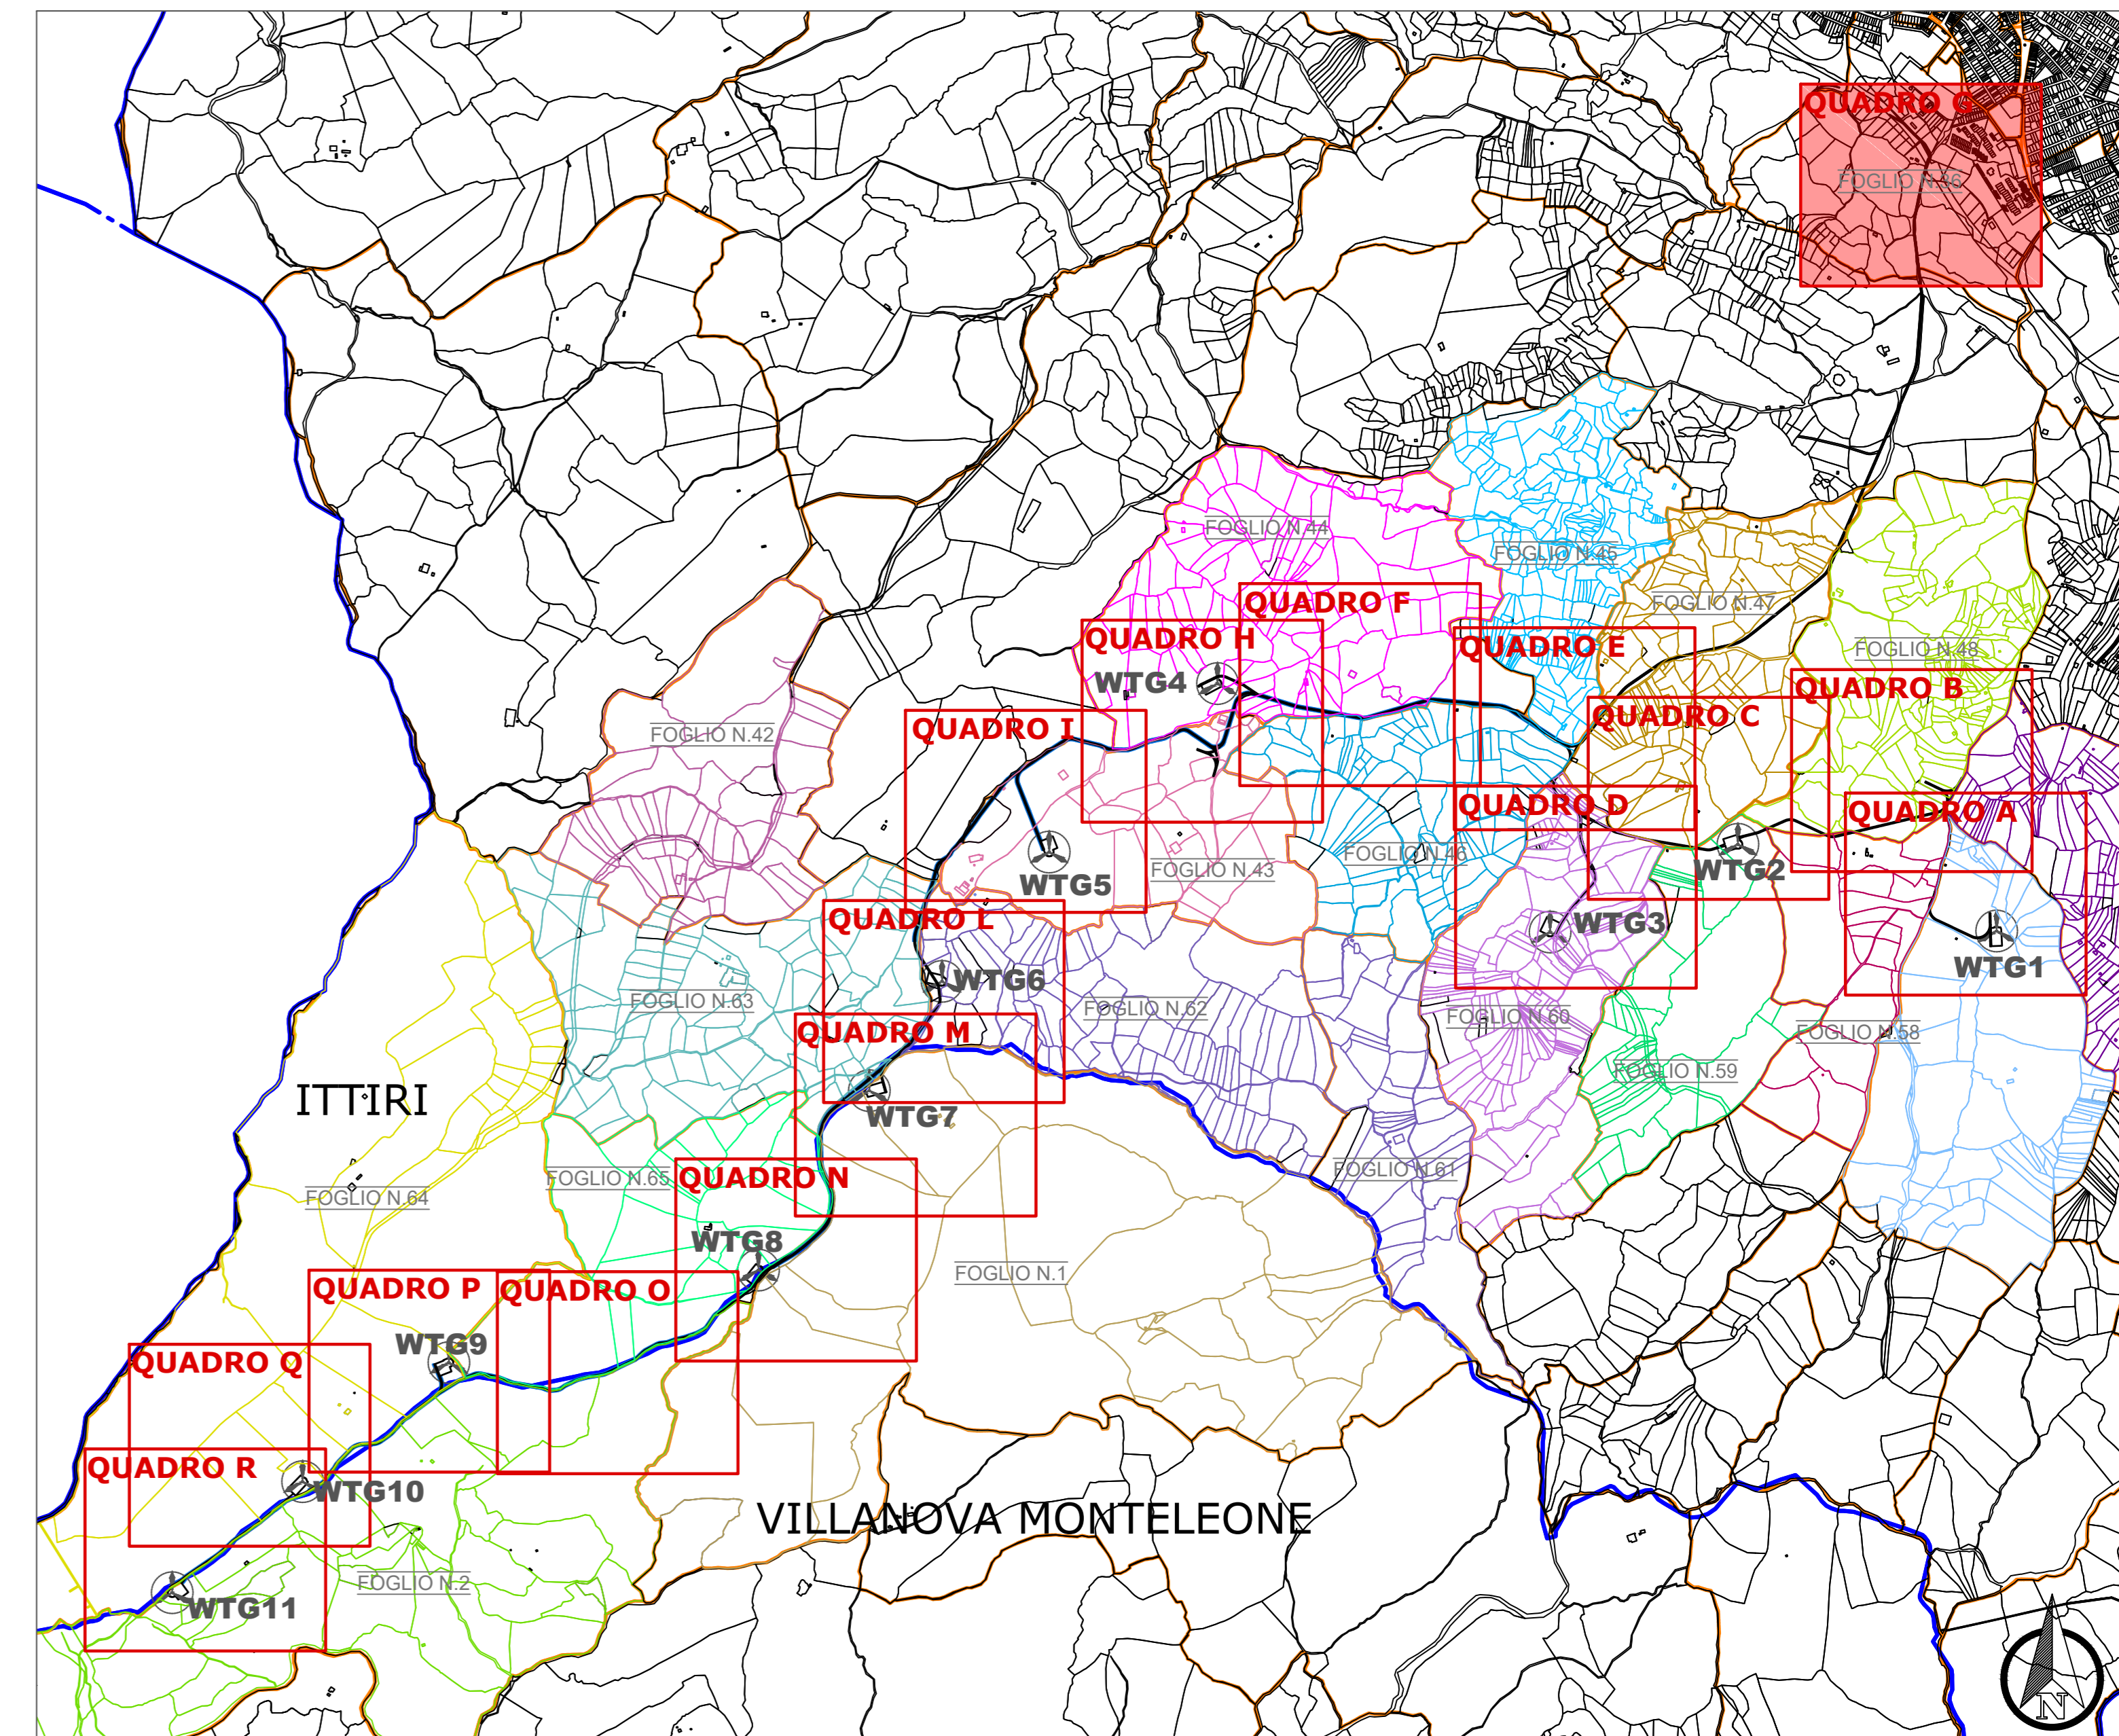 QUADRO G
FOGLIO N.36
FOGLIO N.44
FOGLIO N.45
QUADRO F
FOGLIO N.47
QUADRO H
QUADRO E
FOGLIO N.48
WTG4
QUADRO B
QUADRO I
FOGLIO N.42
QUADRO C
QUADRO D
QUADRO A
FOGLIO N.46
FOGLIO N.43
WTG2
WTG5
QUADRO L
WTG3
WTG1
WTG6
FOGLIO N.63
FOGLIO N.62
FOGLIO N.60
QUADRO M
FOGLIO N.58
FOGLIO N.59
ITTIRI
WTG7
FOGLIO N.61
FOGLIO N.65
QUADRO N
FOGLIO N.64
WTG8
FOGLIO N.1
QUADRO P
QUADRO O
WTG9
QUADRO Q
QUADRO R
WTG10
VILLANOVA MONTELEONE
FOGLIO N.2
WTG11
N